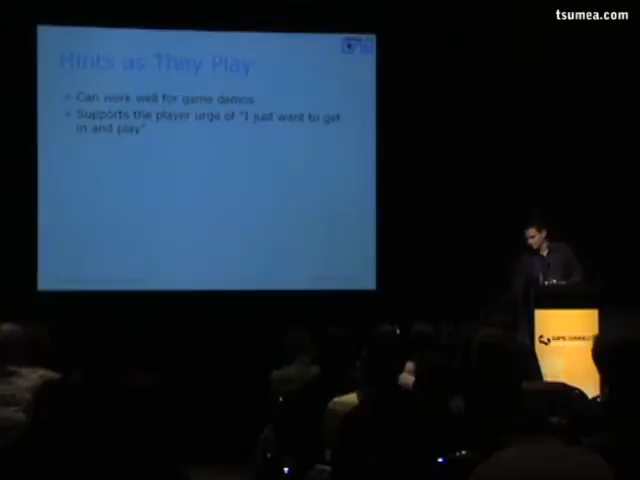 tsumea.com
Hints as They Play
Can work well for game demos
Supports the player urge of "I just want to get
in and play"